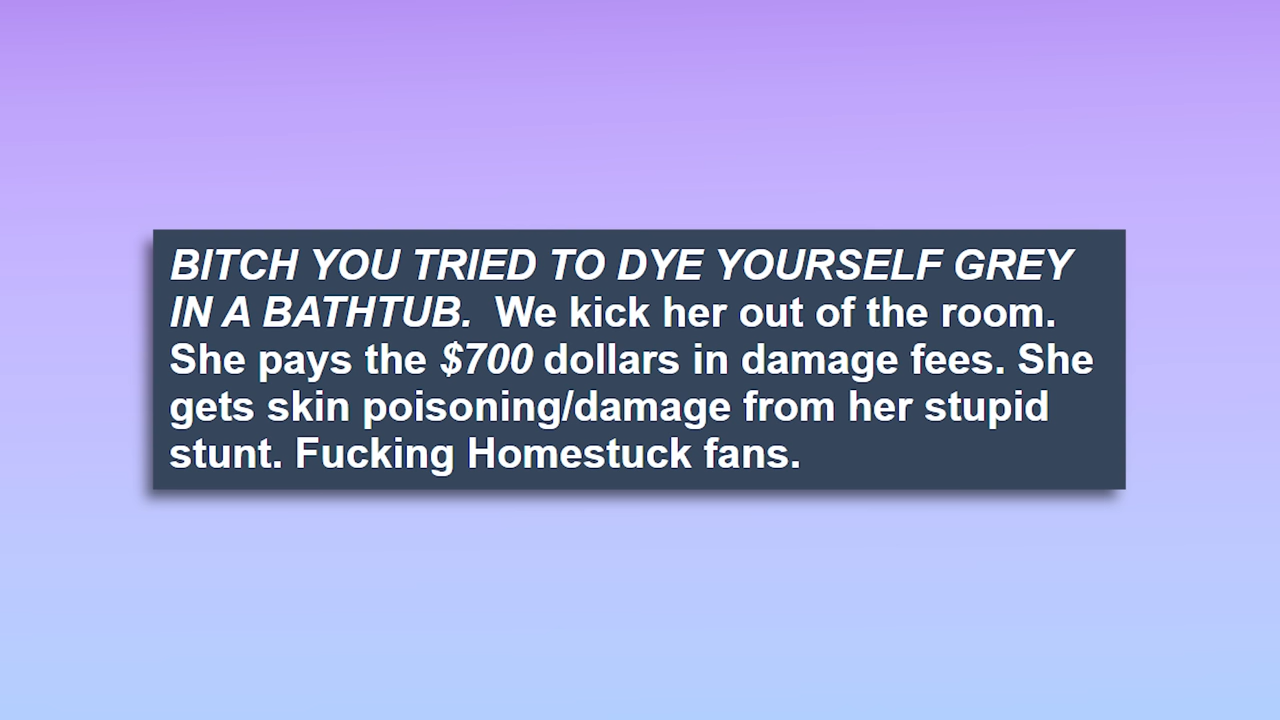 BITCH YOU TRIED TO DYE YOURSELF GREY
IN A BATHTUB.  We kick her out of the room.
She pays the $700 dollars in damage fees. She
gets skin poisoning/damage from her stupid
stunt. Fucking Homestuck fans.